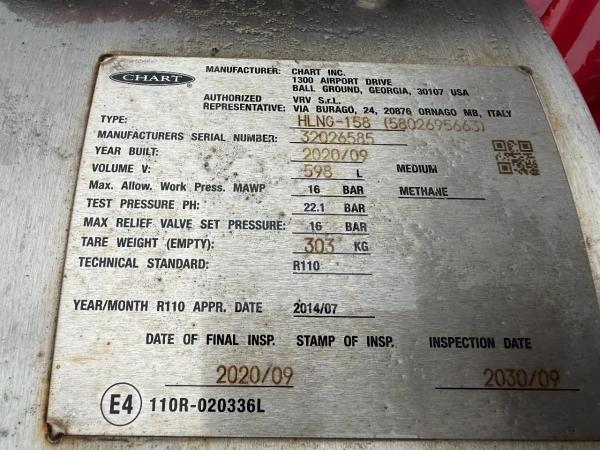 CHART
MANUFACTURER: CHART INC.
1300 AIRPORT DRIVE
BALL GROUND, GEORGIA, 30107 USA
AUTHORIZED REPRESENTATIVE: VRV S.r.L.
VIA BURAGO, 24, 20876 ORNAGO MB, ITALY
TYPE: HLNG-158 (5802695663)
MANUFACTURERS SERIAL NUMBER: 32026585
YEAR BUILT: 2020/09
VOLUME V: 598 L MEDIUM
Max. Allow. Work Press. MAWP 16 BAR METHANE
TEST PRESSURE PH: 22.1 BAR
MAX RELIEF VALVE SET PRESSURE: 16 BAR
TARE WEIGHT (EMPTY): 303 KG
TECHNICAL STANDARD: R110
YEAR/MONTH R110 APPR. DATE 2014/07
DATE OF FINAL INSP. STAMP OF INSP. INSPECTION DATE
2020/09 2030/09
E4 110R-020336L